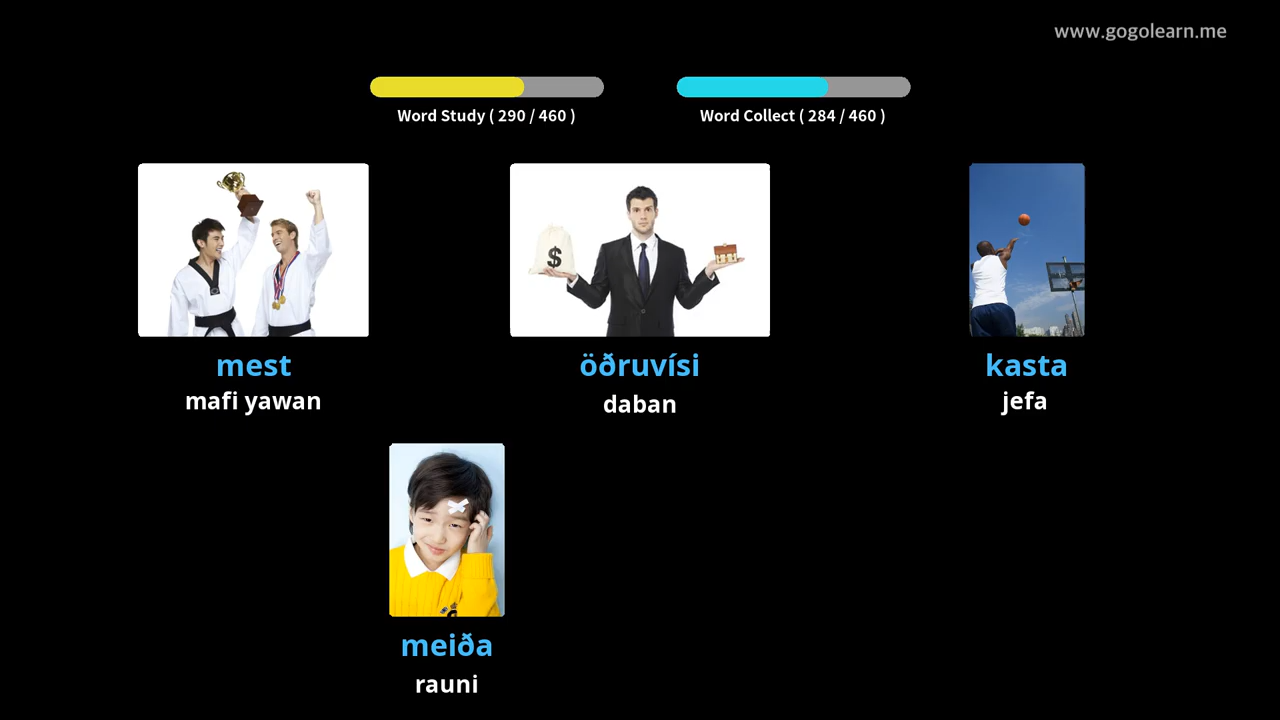 www.gogolearn.me
Word Study ( 290 / 460 )
Word Collect ( 284 / 460 )
$
mest
mafi yawan
öðruvísi
daban
kasta
jefa
meiða
rauni